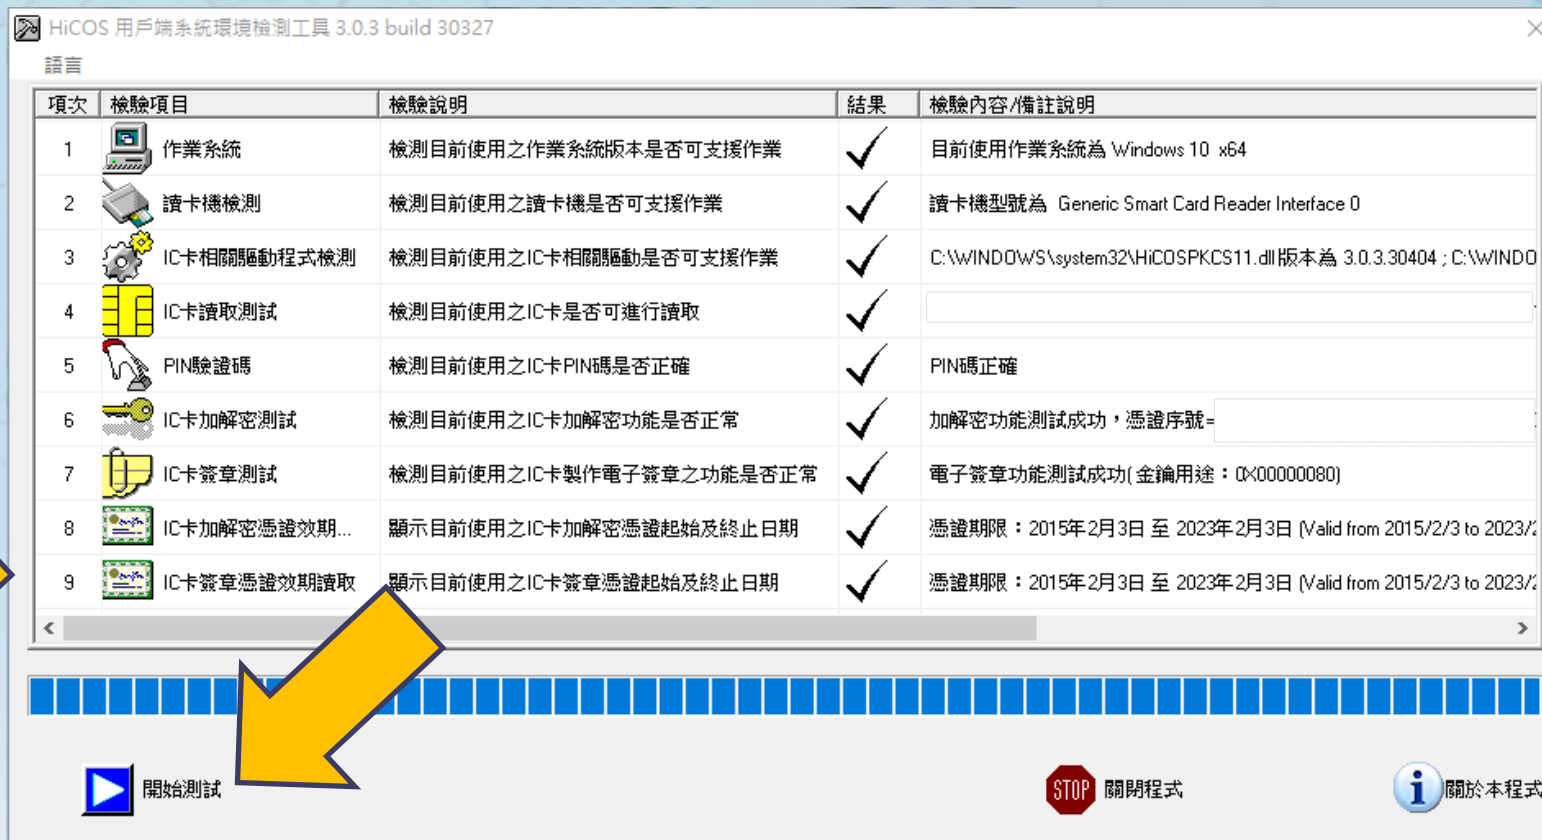 HiCOS 用戶端系統環境檢測工具 3.0.3 build 30327
語言
項次 檢驗項目 檢驗說明 結果 檢驗內容/備註說明
1 作業系統 檢測目前使用之作業系統版本是否可支援作業 目前使用作業系統為 Windows 10 x64
2 讀卡機檢測 檢測目前使用之讀卡機是否可支援作業 讀卡機型號為 Generic Smart Card Reader Interface 0
3 IC卡相關驅動程式檢測 檢測目前使用之IC卡相關驅動是否可支援作業 C:\WINDOWS\system32\HiCOSPKCS11.dll版本為 3.0.3.30404 ; C:\WINDO
4 IC卡讀取測試 檢測目前使用之IC卡是否可進行讀取
5 PIN驗證碼 檢測目前使用之IC卡PIN碼是否正確 PIN碼正確
6 IC卡加解密測試 檢測目前使用之IC卡加解密功能是否正常 加解密功能測試成功，憑證序號=
7 IC卡簽章測試 檢測目前使用之IC卡製作電子簽章之功能是否正常 電子簽章功能測試成功(金鑰用途：0X00000080)
8 IC卡加解密憑證效期... 顯示目前使用之IC卡加解密憑證起始及終止日期 憑證期限：2015年2月3日 至 2023年2月3日 (Valid from 2015/2/3 to 2023/2
9 IC卡簽章憑證效期讀取 顯示目前使用之IC卡簽章憑證起始及終止日期 憑證期限：2015年2月3日 至 2023年2月3日 (Valid from 2015/2/3 to 2023/2
開始測試 STOP 關閉程式 關於本程式